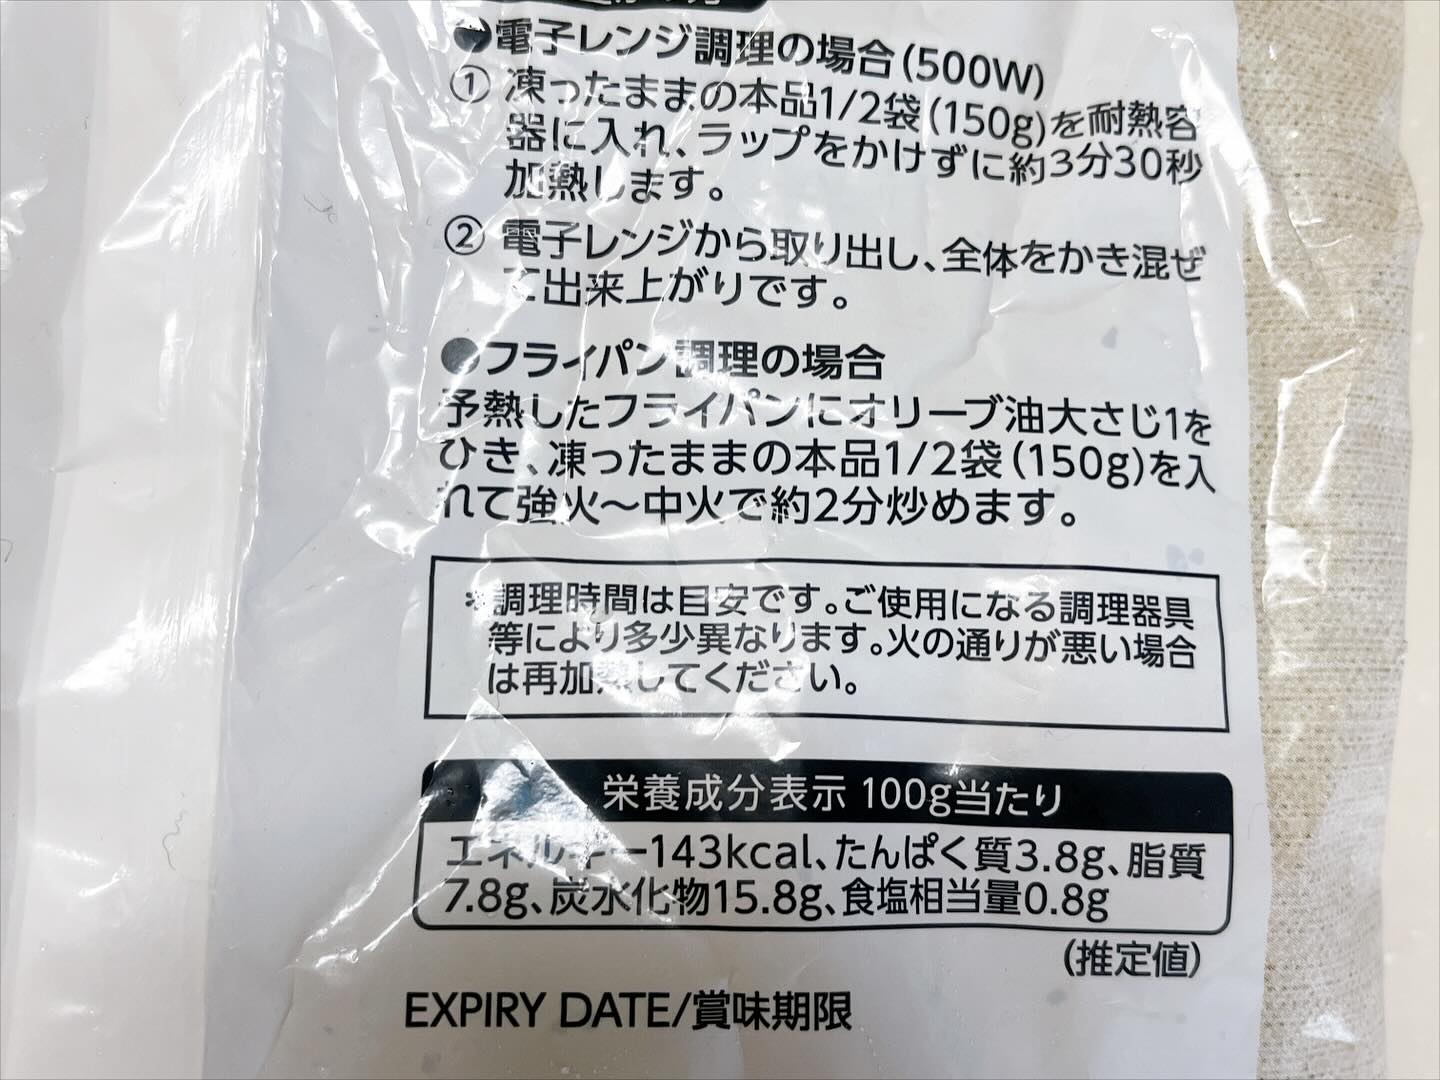 ●電子レンジ調理の場合(500W)
① 凍ったままの本品1/2袋(150g)を耐熱容
器に入れ、ラップをかけずに約3分30秒
加熱します。
② 電子レンジから取り出し、全体をかき混ぜ
て出来上がりです。
●フライパン調理の場合
予熱したフライパンにオリーブ油大さじ1を
ひき、凍ったままの本品1/2袋(150g)を入
れて強火〜中火で約2分炒めます。
*調理時間は目安です。ご使用になる調理器具
等により多少異なります。火の通りが悪い場合
は再加熱してください。
栄養成分表示 100g当たり
エネルギー143kcal、たんぱく質3.8g、脂質
7.8g、炭水化物15.8g、食塩相当量0.8g
(推定値)
EXPIRY DATE/賞味期限